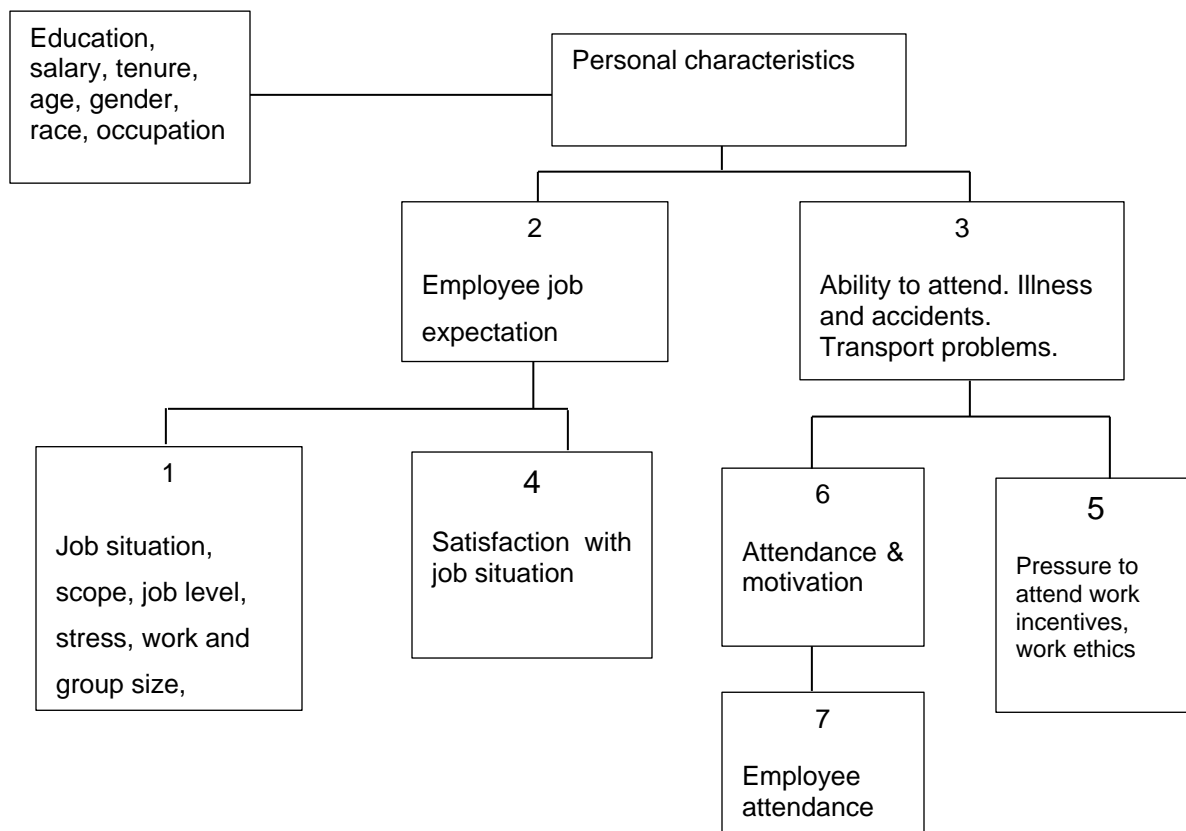 Education,
salary, tenure,
age, gender,
race, occupation
Personal characteristics
2
Employee job
expectation
3
Ability to attend. Illness
and accidents.
Transport problems.
1
Job situation,
scope, job level,
stress, work and
group size,
4
Satisfaction with
job situation
6
Attendance &
motivation
5
Pressure to
attend work
incentives,
work ethics
7
Employee
attendance